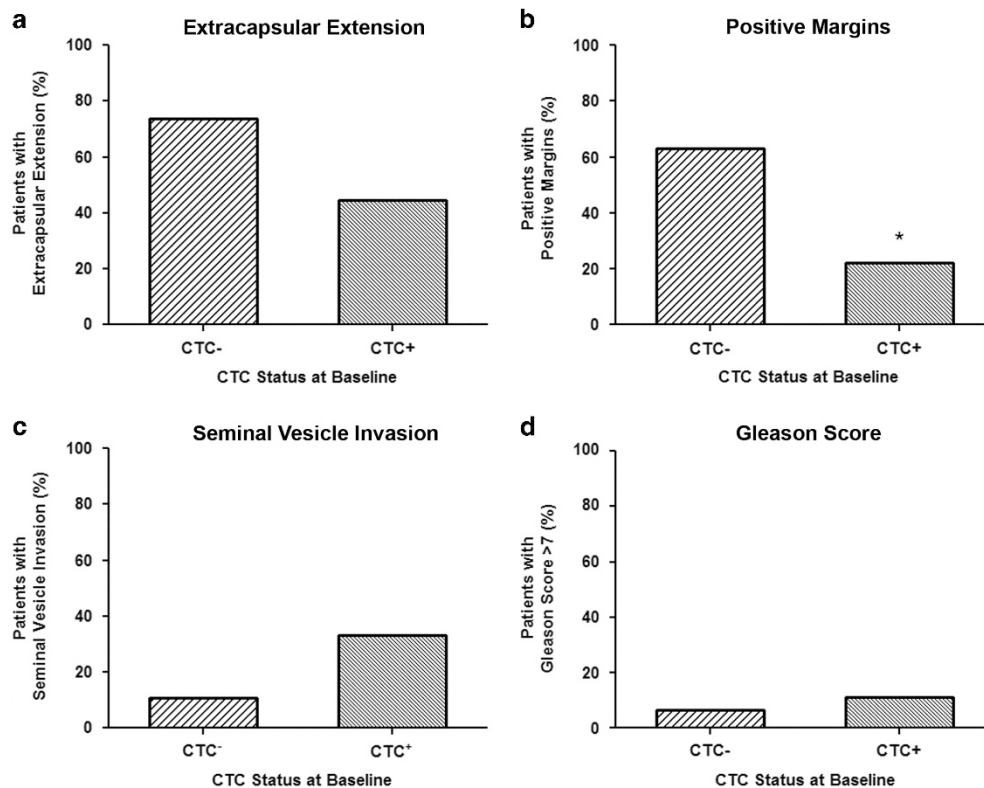 a
Extracapsular Extension
Patients with
Extracapsular Extension (%)
100
80
60
40
20
0
CTC-
CTC+
CTC Status at Baseline
b
Positive Margins
Patients with
Positive Margins (%)
100
80
60
40
20
0
*
CTC-
CTC+
CTC Status at Baseline
c
Seminal Vesicle Invasion
Patients with
Seminal Vesicle Invasion (%)
100
80
60
40
20
0
CTC⁻
CTC⁺
CTC Status at Baseline
d
Gleason Score
Patients with
Gleason Score >7 (%)
100
80
60
40
20
0
CTC-
CTC+
CTC Status at Baseline